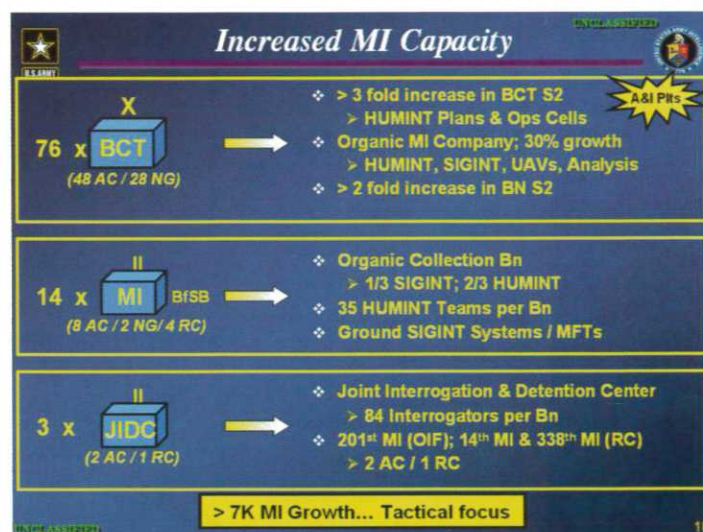 UNCLASSIFIED
Increased MI Capacity
U.S. ARMY
A&I Plts
X
76 x BCT
(48 AC / 28 NG)
❖ > 3 fold increase in BCT S2
➢ HUMINT Plans & Ops Cells
❖ Organic MI Company; 30% growth
➢ HUMINT, SIGINT, UAVs, Analysis
❖ > 2 fold increase in BN S2
II
14 x MI BfSB
(8 AC / 2 NG/ 4 RC)
❖ Organic Collection Bn
➢ 1/3 SIGINT; 2/3 HUMINT
❖ 35 HUMINT Teams per Bn
❖ Ground SIGINT Systems / MFTs
II
3 x JIDC
(2 AC / 1 RC)
❖ Joint Interrogation & Detention Center
➢ 84 Interrogators per Bn
❖ 201st MI (OIF); 14th MI & 338th MI (RC)
➢ 2 AC / 1 RC
> 7K MI Growth... Tactical focus
UNCLASSIFIED